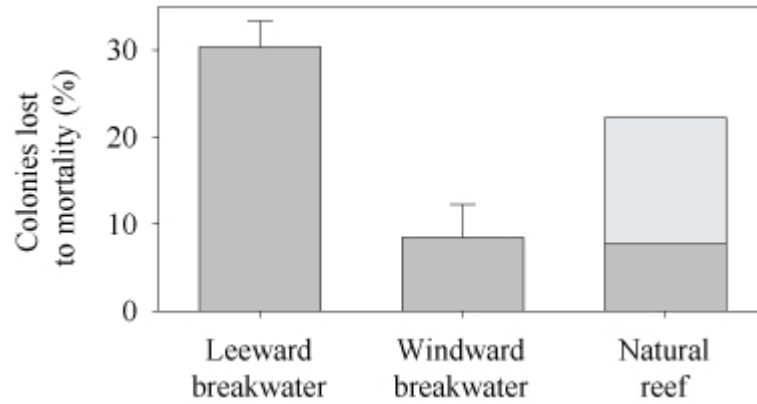 Colonies lost
to mortality (%)
30
20
10
0
Leeward
breakwater
Windward
breakwater
Natural
reef